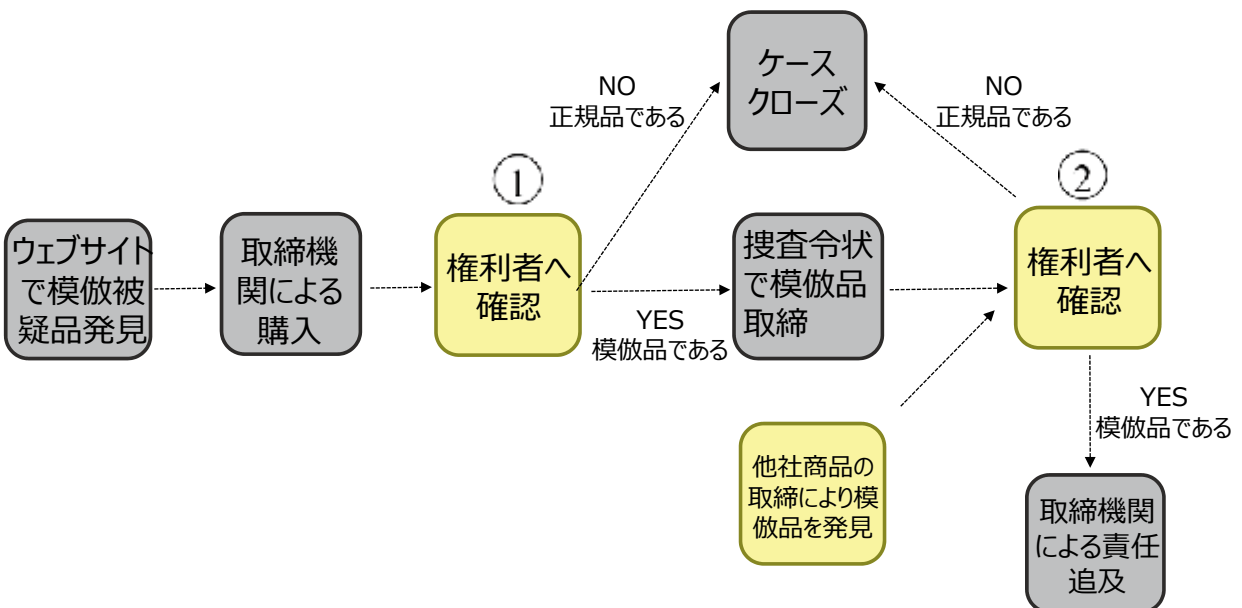 ケース
クローズ
NO
正規品である
NO
正規品である
①
②
ウェブサイト
で模倣被
疑品発見
取締機
関による
購入
権利者へ
確認
YES
模倣品である
捜査令状
で模倣品
取締
権利者へ
確認
YES
模倣品である
他社商品の
取締により模
倣品を発見
取締機関
による責任
追及